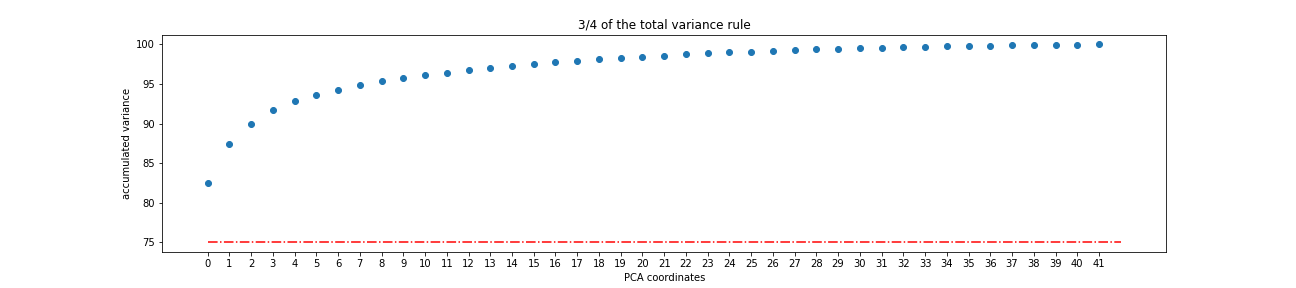 3/4 of the total variance rule
100
95
90
85
80
75
accumulated variance
0 1 2 3 4 5 6 7 8 9 10 11 12 13 14 15 16 17 18 19 20 21 22 23 24 25 26 27 28 29 30 31 32 33 34 35 36 37 38 39 40 41
PCA coordinates